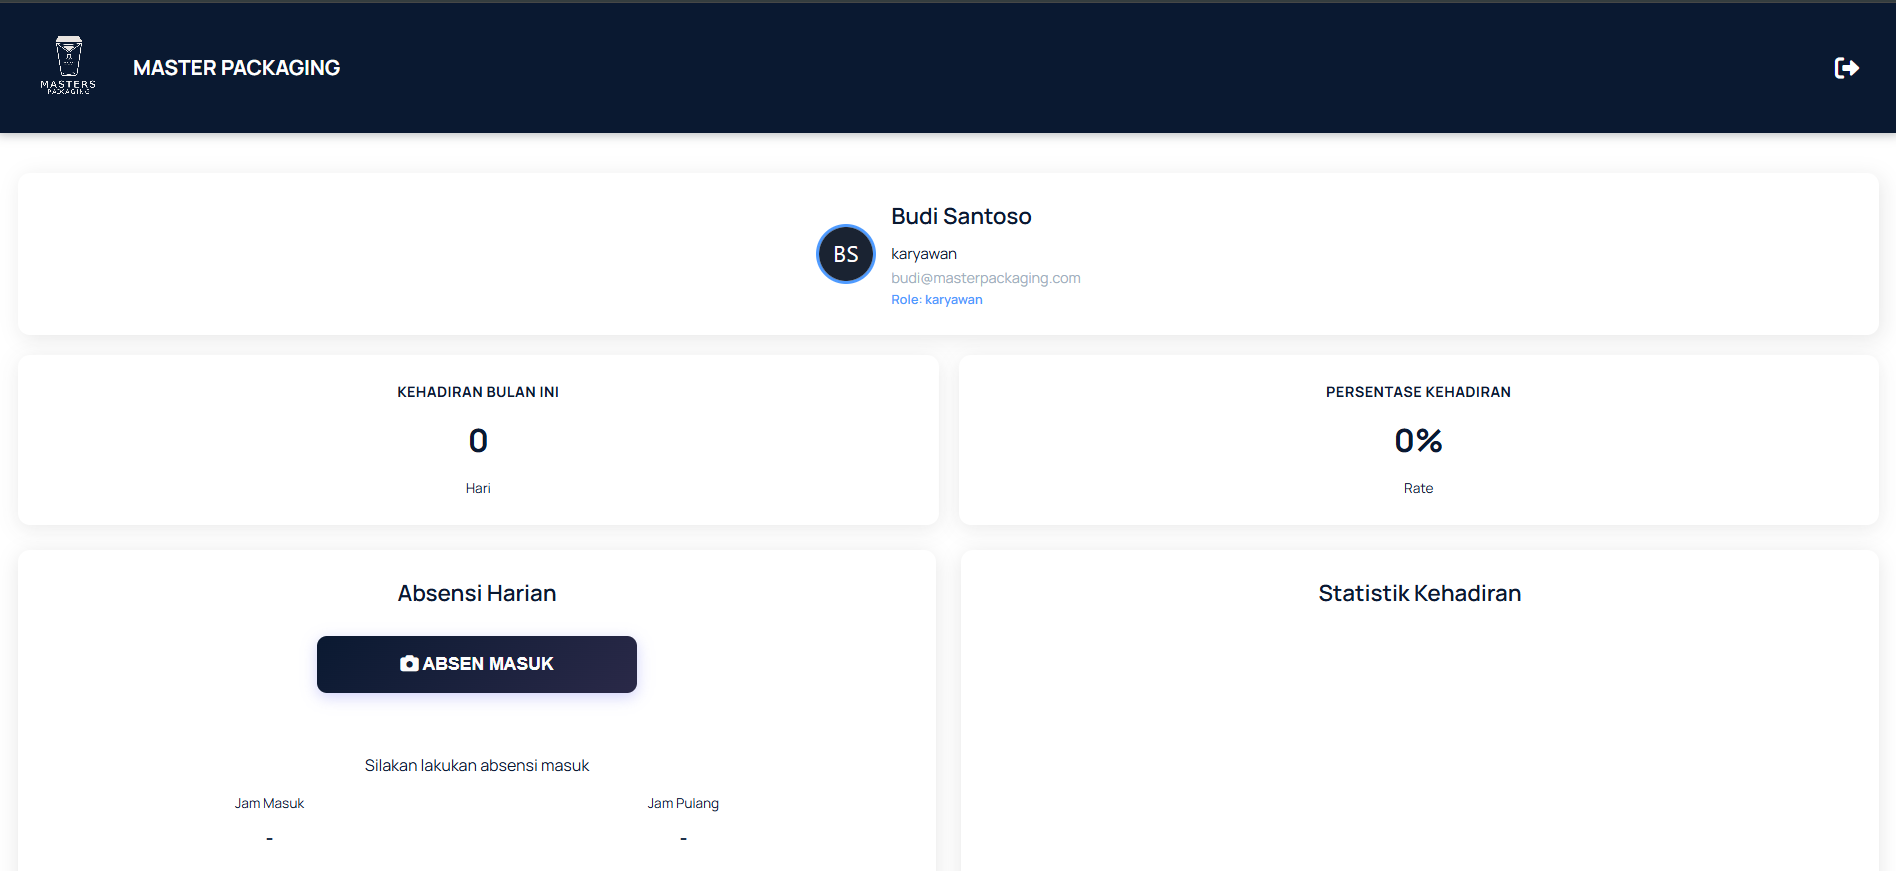 MASTERS
PACKAGING
MASTER PACKAGING
BS
Budi Santoso
karyawan
budi@masterpackaging.com
Role: karyawan
KEHADIRAN BULAN INI
0
Hari
PERSENTASE KEHADIRAN
0%
Rate
Absensi Harian
ABSEN MASUK
Silakan lakukan absensi masuk
Jam Masuk
-
Jam Pulang
-
Statistik Kehadiran